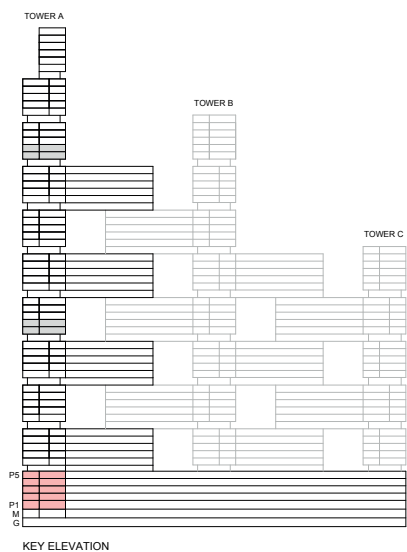 TOWER A
TOWER B
TOWER C
P5
P1
M
G
KEY ELEVATION